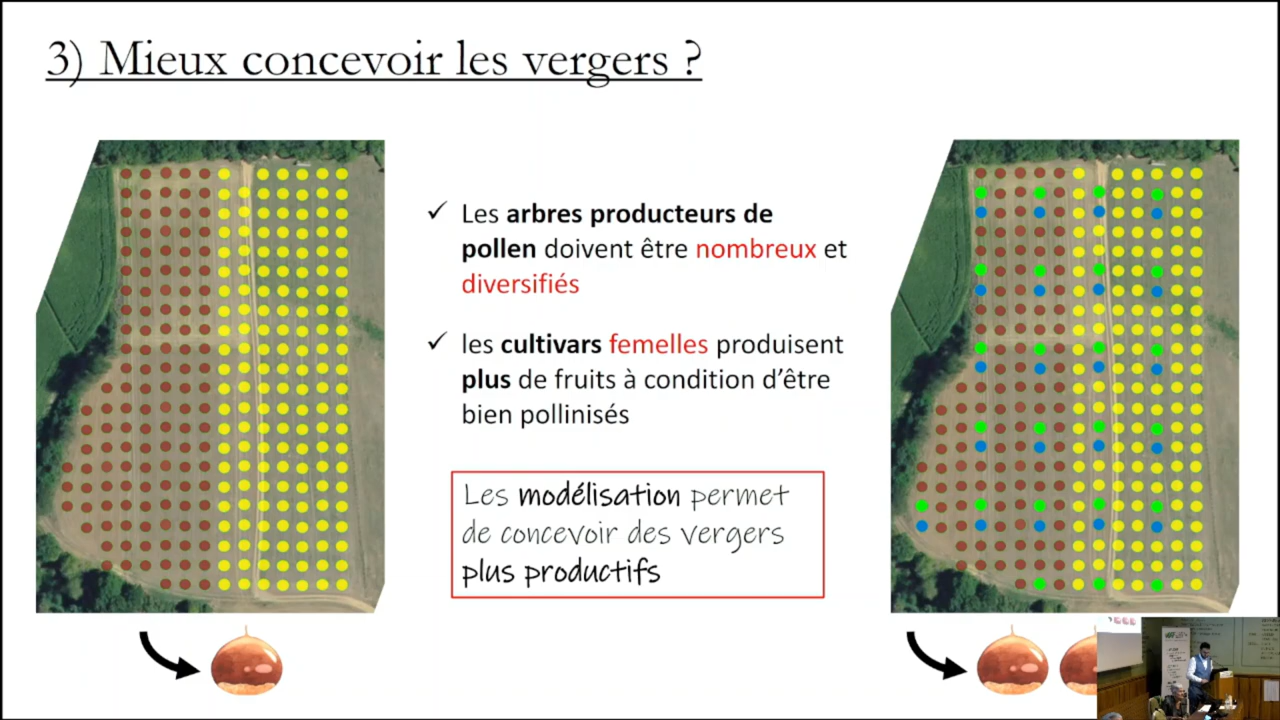 3) Mieux concevoir les vergers ?
✓ Les arbres producteurs de
pollen doivent être nombreux et
diversifiés
✓ les cultivars femelles produisent
plus de fruits à condition d'être
bien pollinisés
Les modélisation permet
de concevoir des vergers
plus productifs